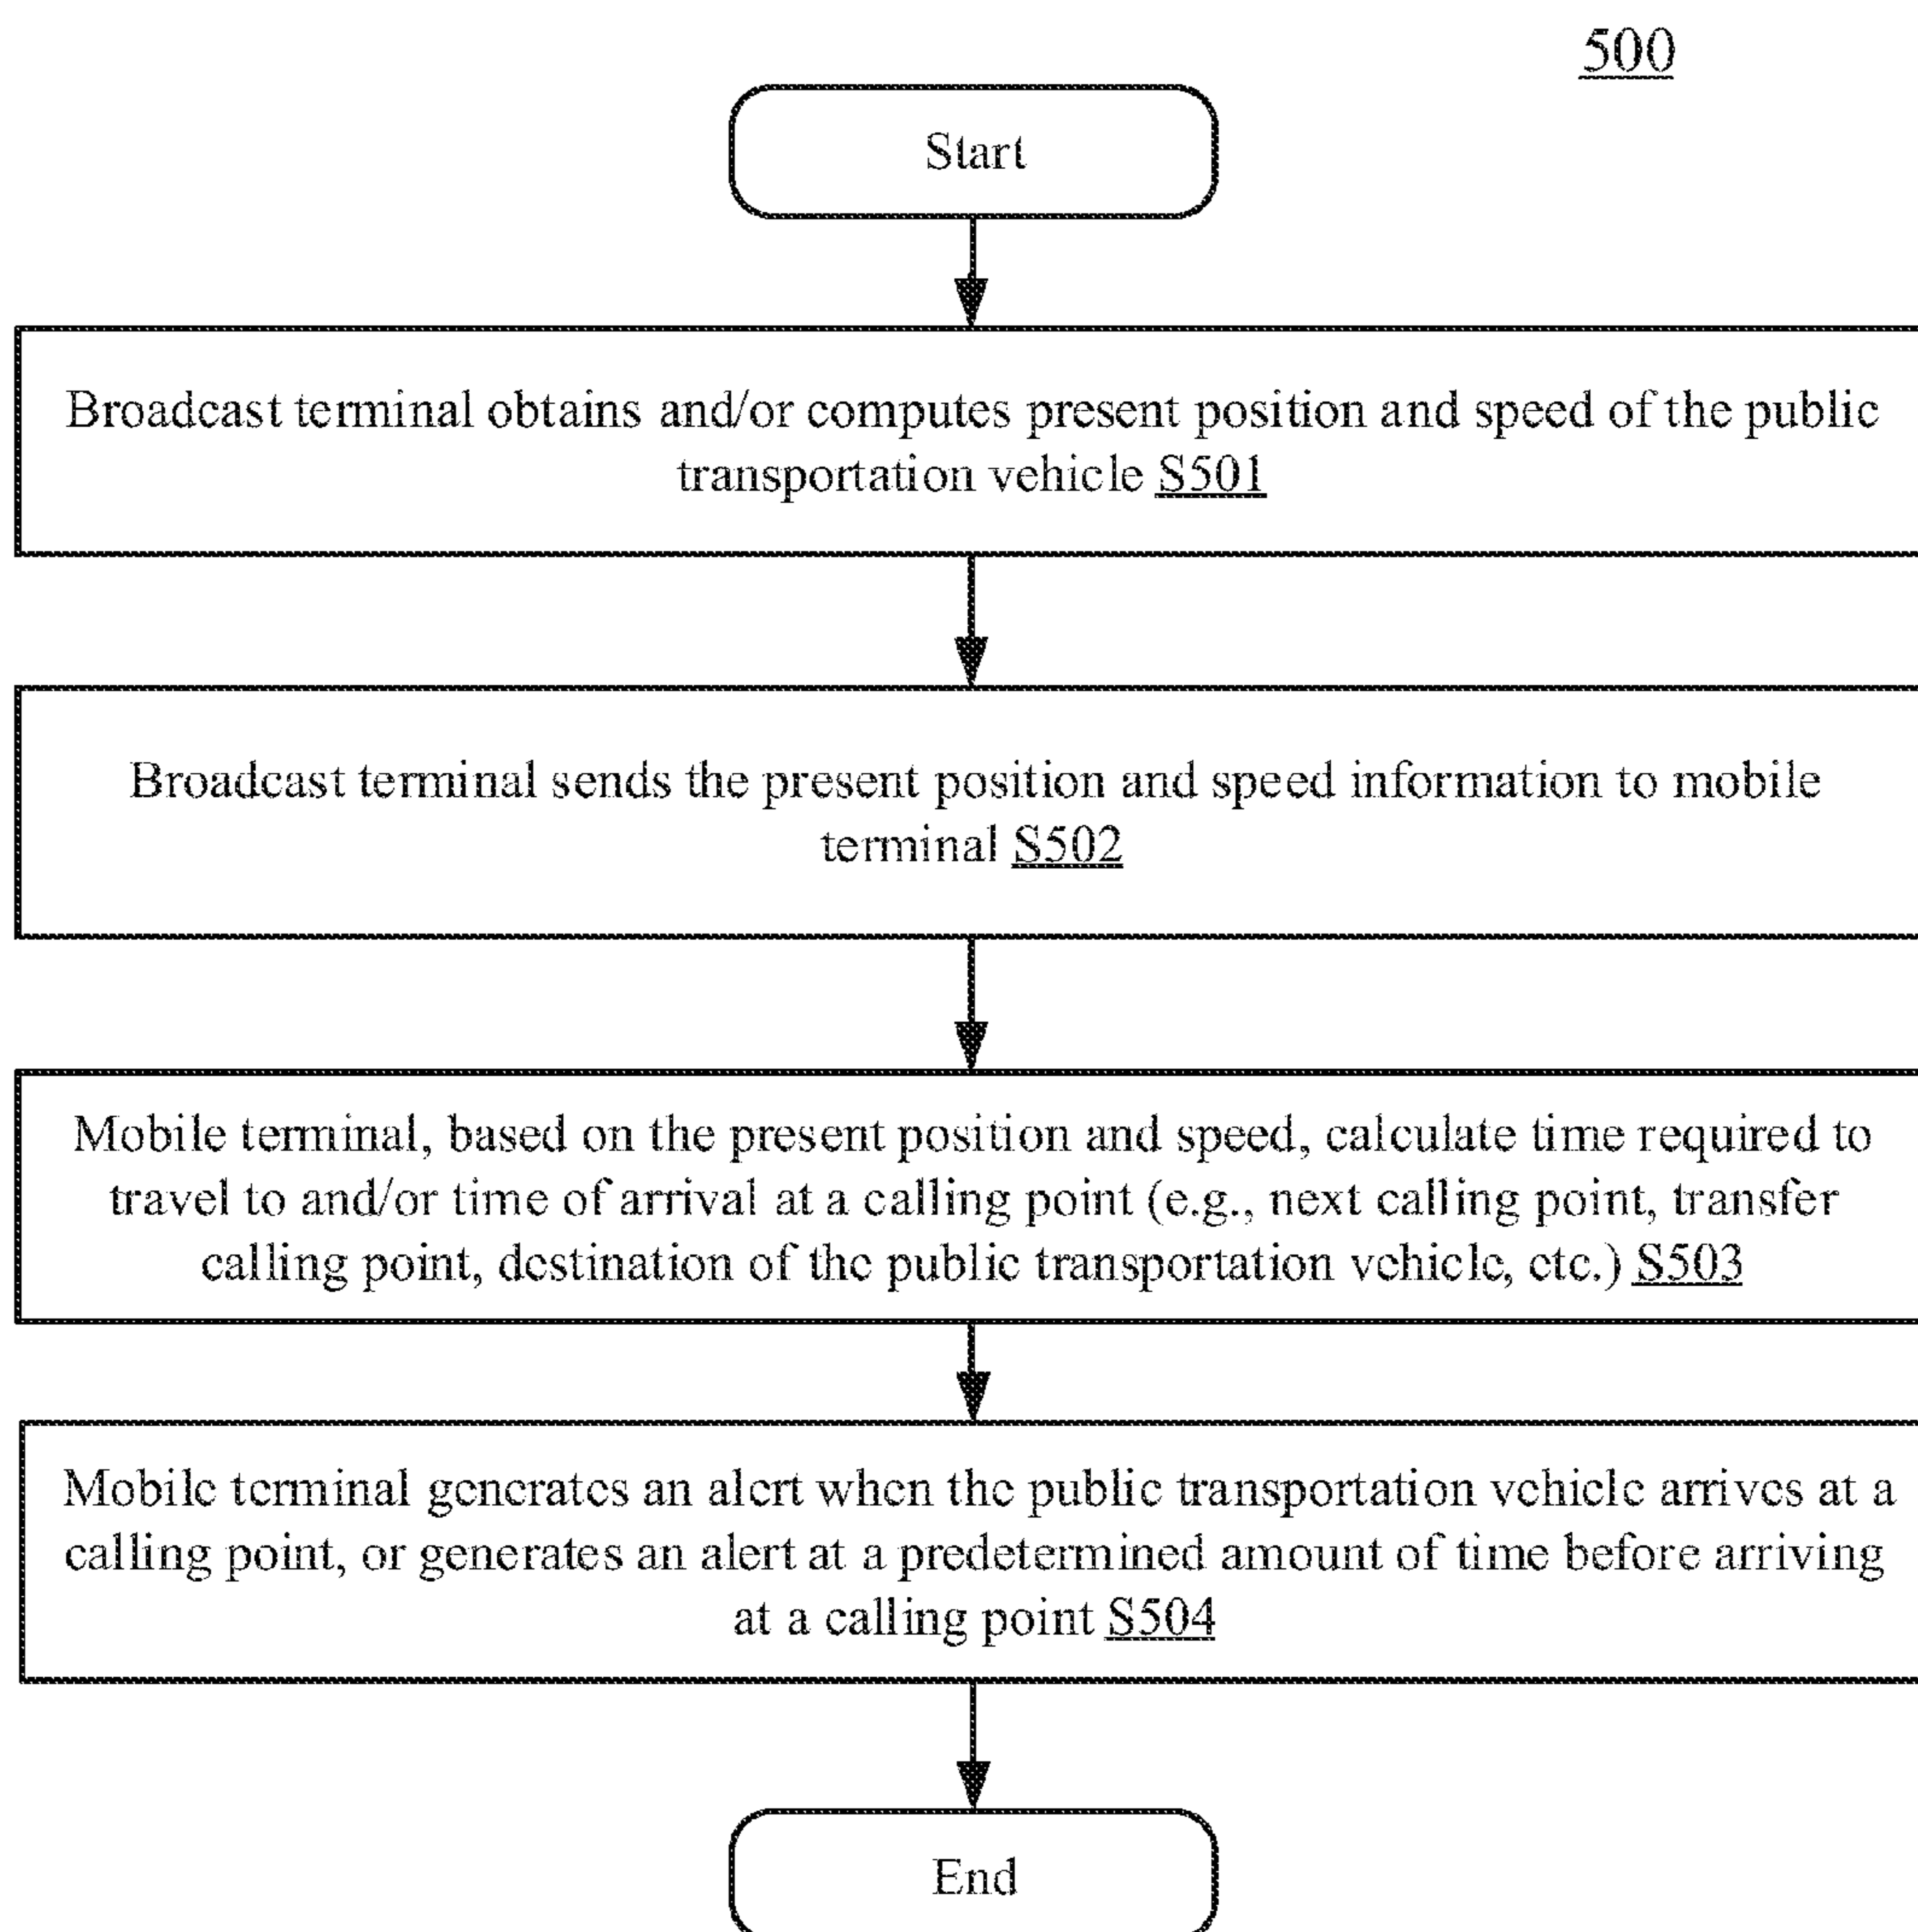 500
Start
Broadcast terminal obtains and/or computes present position and speed of the public
transportation vehicle S501
Broadcast terminal sends the present position and speed information to mobile
terminal S502
Mobile terminal, based on the present position and speed, calculate time required to
travel to and/or time of arrival at a calling point (e.g., next calling point, transfer
calling point, destination of the public transportation vehicle, etc.) S503
Mobile terminal generates an alert when the public transportation vehicle arrives at a
calling point, or generates an alert at a predetermined amount of time before arriving
at a calling point S504
End